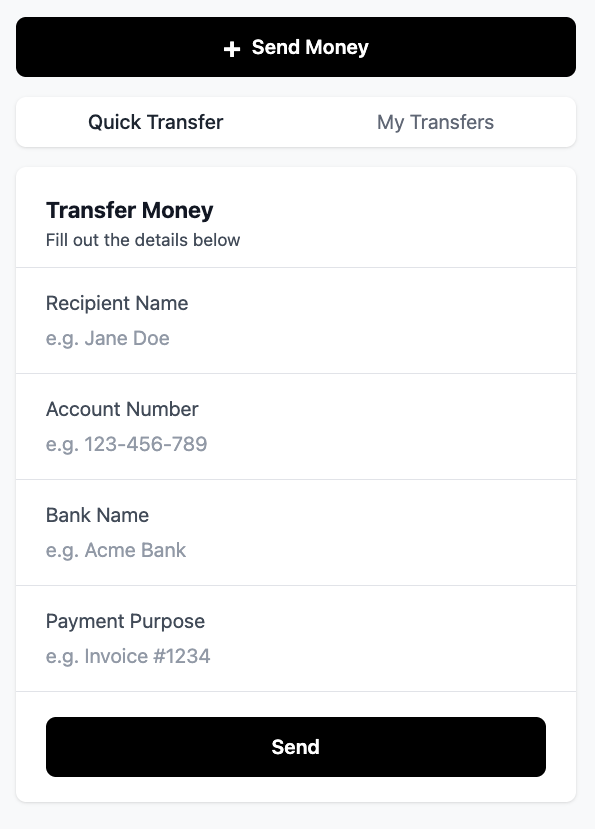 + Send Money
Quick Transfer
My Transfers
Transfer Money
Fill out the details below
Recipient Name
e.g. Jane Doe
Account Number
e.g. 123-456-789
Bank Name
e.g. Acme Bank
Payment Purpose
e.g. Invoice #1234
Send